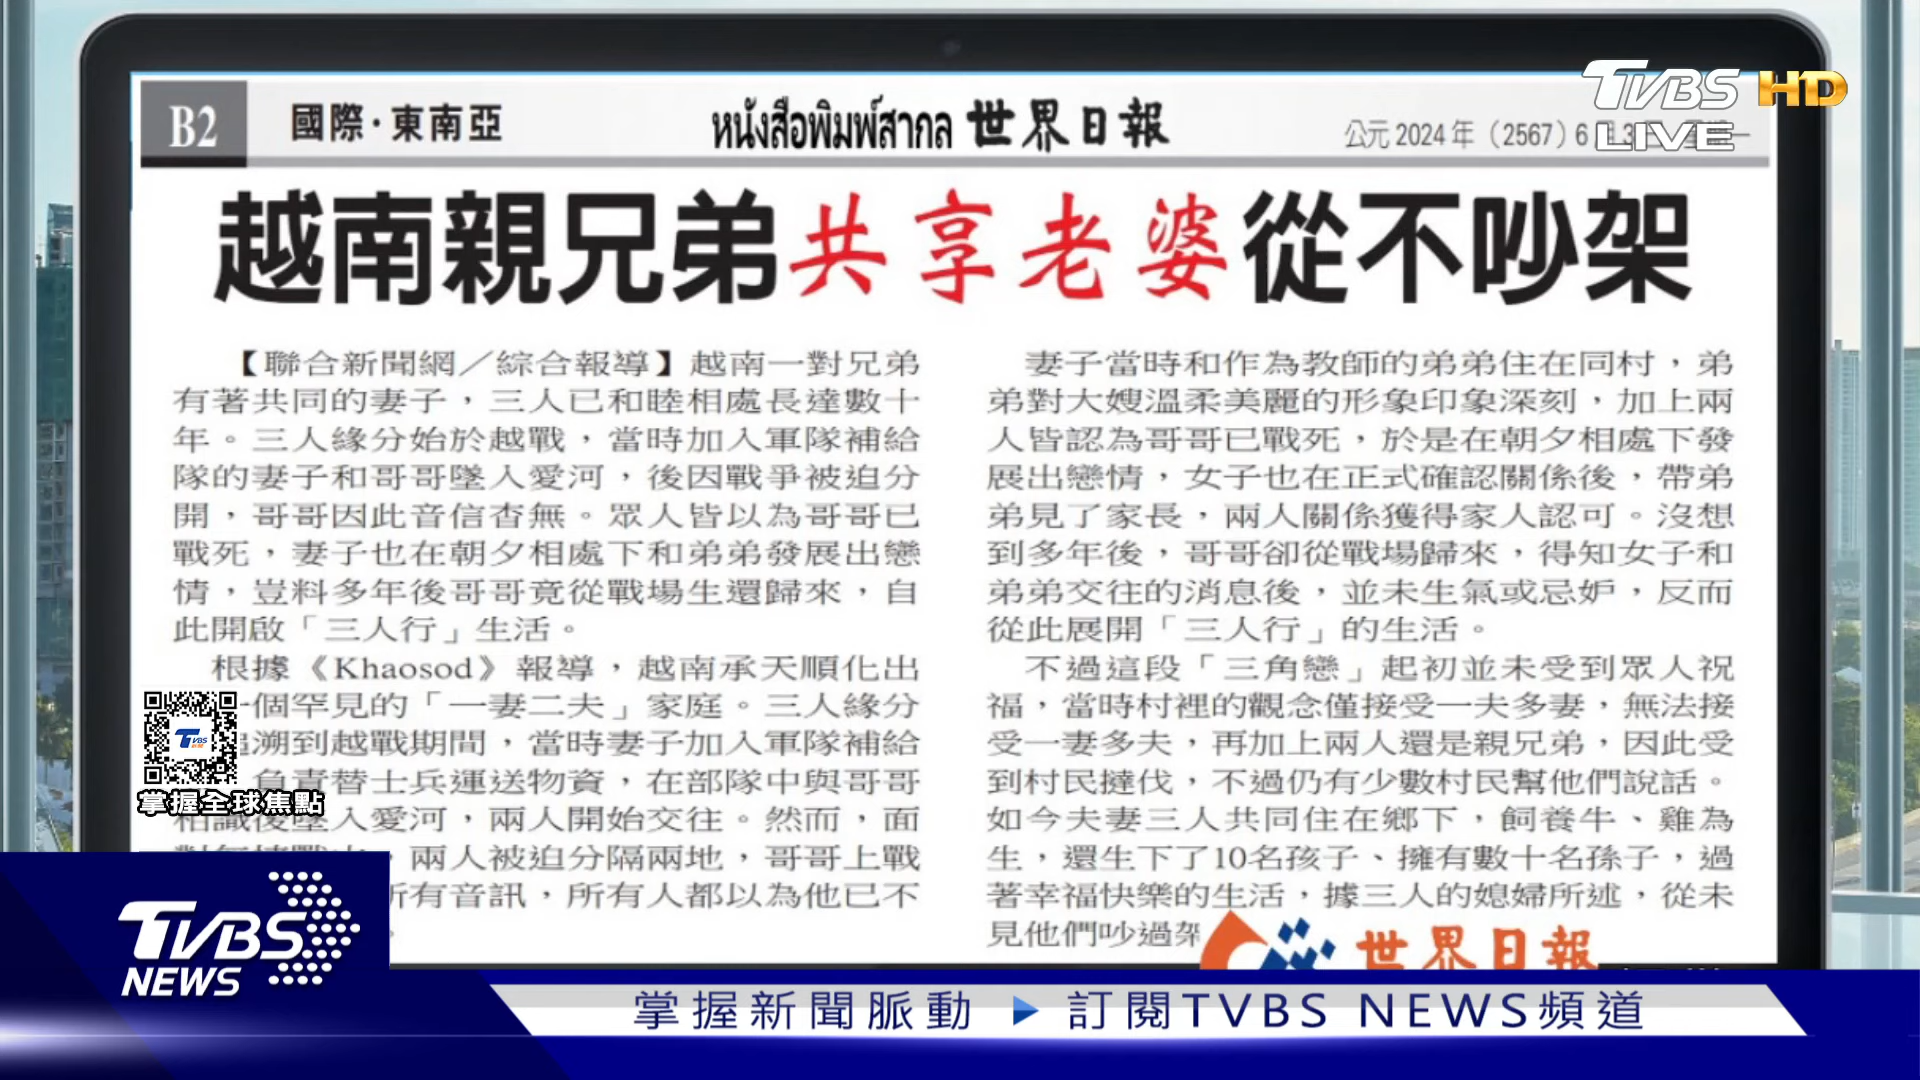 B2
國際·東南亞
หนังสือพิมพ์สากล 世界日報
公元 2024 年（2567）6
TVBS HD
LIVE
越南親兄弟共享老婆從不吵架
【聯合新聞網／綜合報導】越南一對兄弟
有著共同的妻子，三人已和睦相處長達數十
年。三人緣分始於越戰，當時加入軍隊補給
隊的妻子和哥哥墜入愛河，後因戰爭被迫分
開，哥哥因此音信杳無。眾人皆以為哥哥已
戰死，妻子也在朝夕相處下和弟弟發展出戀
情，豈料多年後哥哥竟從戰場生還歸來，自
此開啟「三人行」生活。
根據《Khaosod》報導，越南承天順化出
個罕見的「一妻二夫」家庭。三人緣分
溯到越戰期間，當時妻子加入軍隊補給
負責替士兵運送物資，在部隊中與哥哥
相識後墜入愛河，兩人開始交往。然而，面
，兩人被迫分隔兩地，哥哥上戰
所有音訊，所有人都以為他已不
。
妻子當時和作為教師的弟弟住在同村，弟
弟對大嫂溫柔美麗的形象印象深刻，加上兩
人皆認為哥哥已戰死，於是在朝夕相處下發
展出戀情，女子也在正式確認關係後，帶弟
弟見了家長，兩人關係獲得家人認可。沒想
到多年後，哥哥卻從戰場歸來，得知女子和
弟弟交往的消息後，並未生氣或忌妒，反而
從此展開「三人行」的生活。
不過這段「三角戀」起初並未受到眾人祝
福，當時村裡的觀念僅接受一夫多妻，無法接
受一妻多夫，再加上兩人還是親兄弟，因此受
到村民撻伐，不過仍有少數村民幫他們說話。
如今夫妻三人共同住在鄉下，飼養牛、雞為
生，還生下了10名孩子、擁有數十名孫子，過
著幸福快樂的生活，據三人的媳婦所述，從未
見他們吵過架
世界日報
TVBS
新聞
掌握全球焦點
TVBS
NEWS
掌握新聞脈動 ▶ 訂閱TVBS NEWS頻道